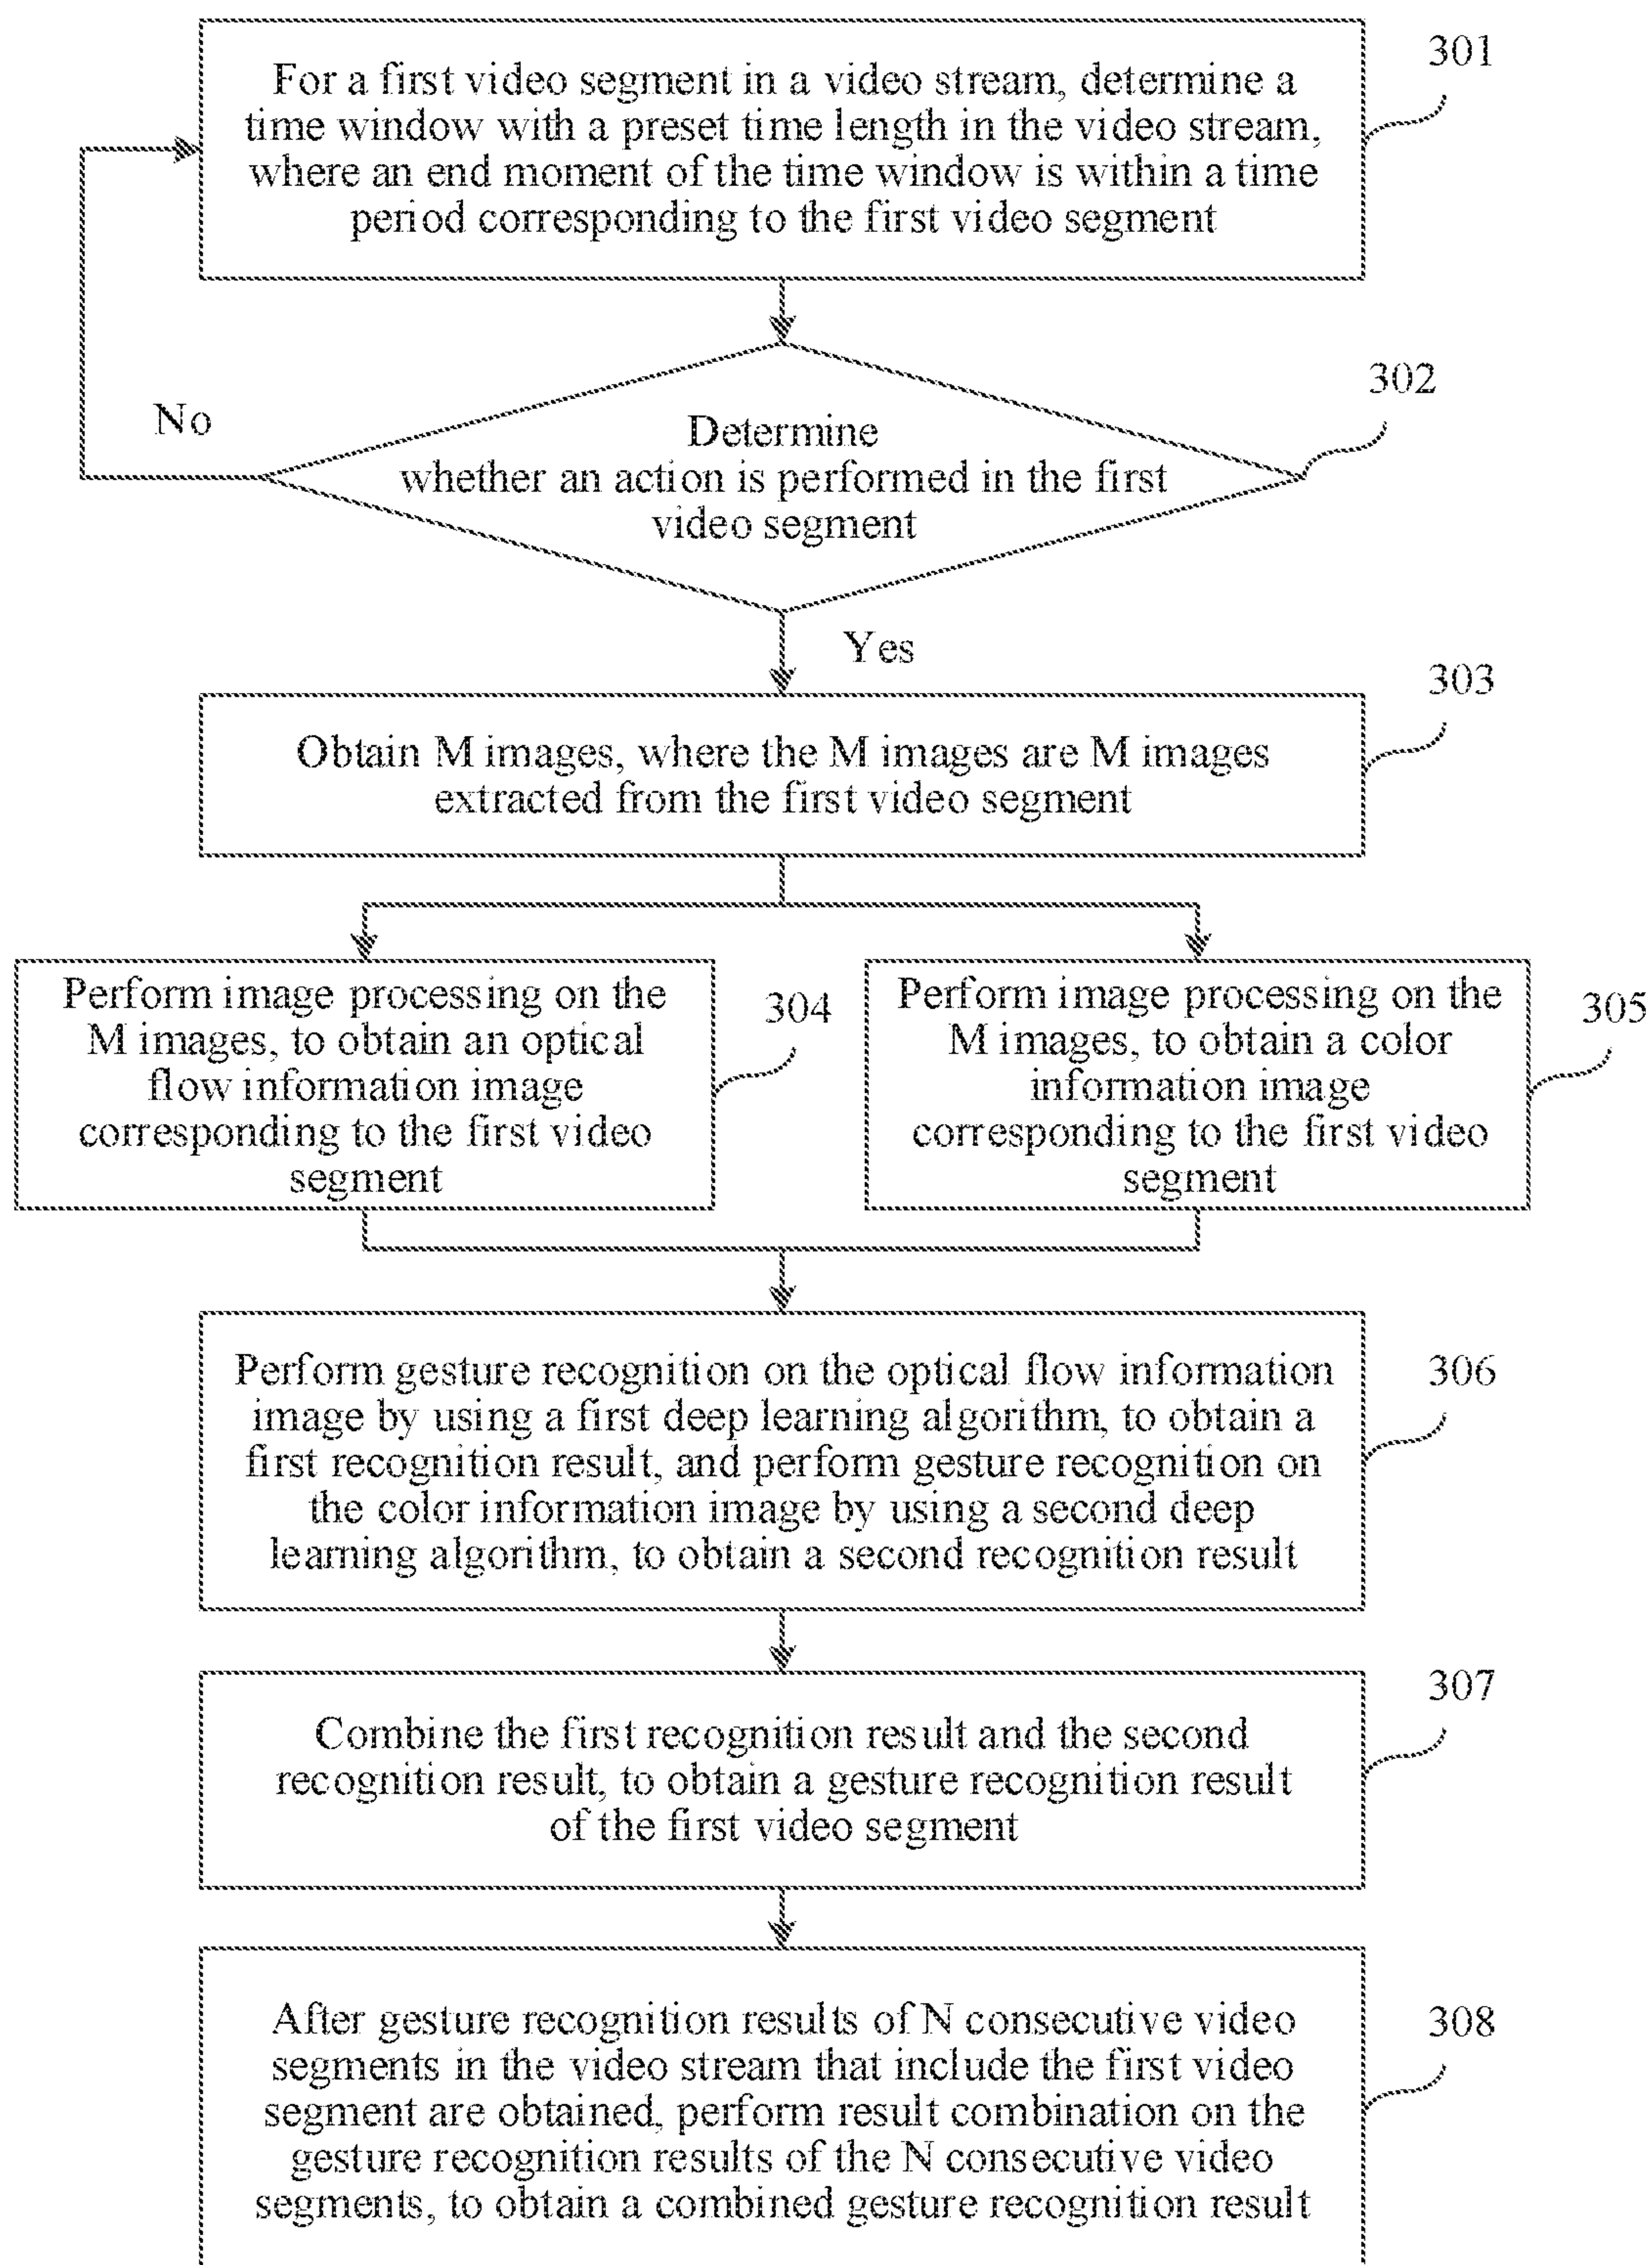 301
For a first video segment in a video stream, determine a
time window with a preset time length in the video stream,
where an end moment of the time window is within a time
period corresponding to the first video segment
302
No
Determine
whether an action is performed in the first
video segment
Yes
303
Obtain M images, where the M images are M images
extracted from the first video segment
Perform image processing on the
M images, to obtain an optical
flow information image
corresponding to the first video
segment
304
Perform image processing on the
M images, to obtain a color
information image
corresponding to the first video
segment
305
Perform gesture recognition on the optical flow information
image by using a first deep learning algorithm, to obtain a
first recognition result, and perform gesture recognition on
the color information image by using a second deep
learning algorithm, to obtain a second recognition result
306
307
Combine the first recognition result and the second
recognition result, to obtain a gesture recognition result
of the first video segment
308
After gesture recognition results of N consecutive video
segments in the video stream that include the first video
segment are obtained, perform result combination on the
gesture recognition results of the N consecutive video
segments, to obtain a combined gesture recognition result